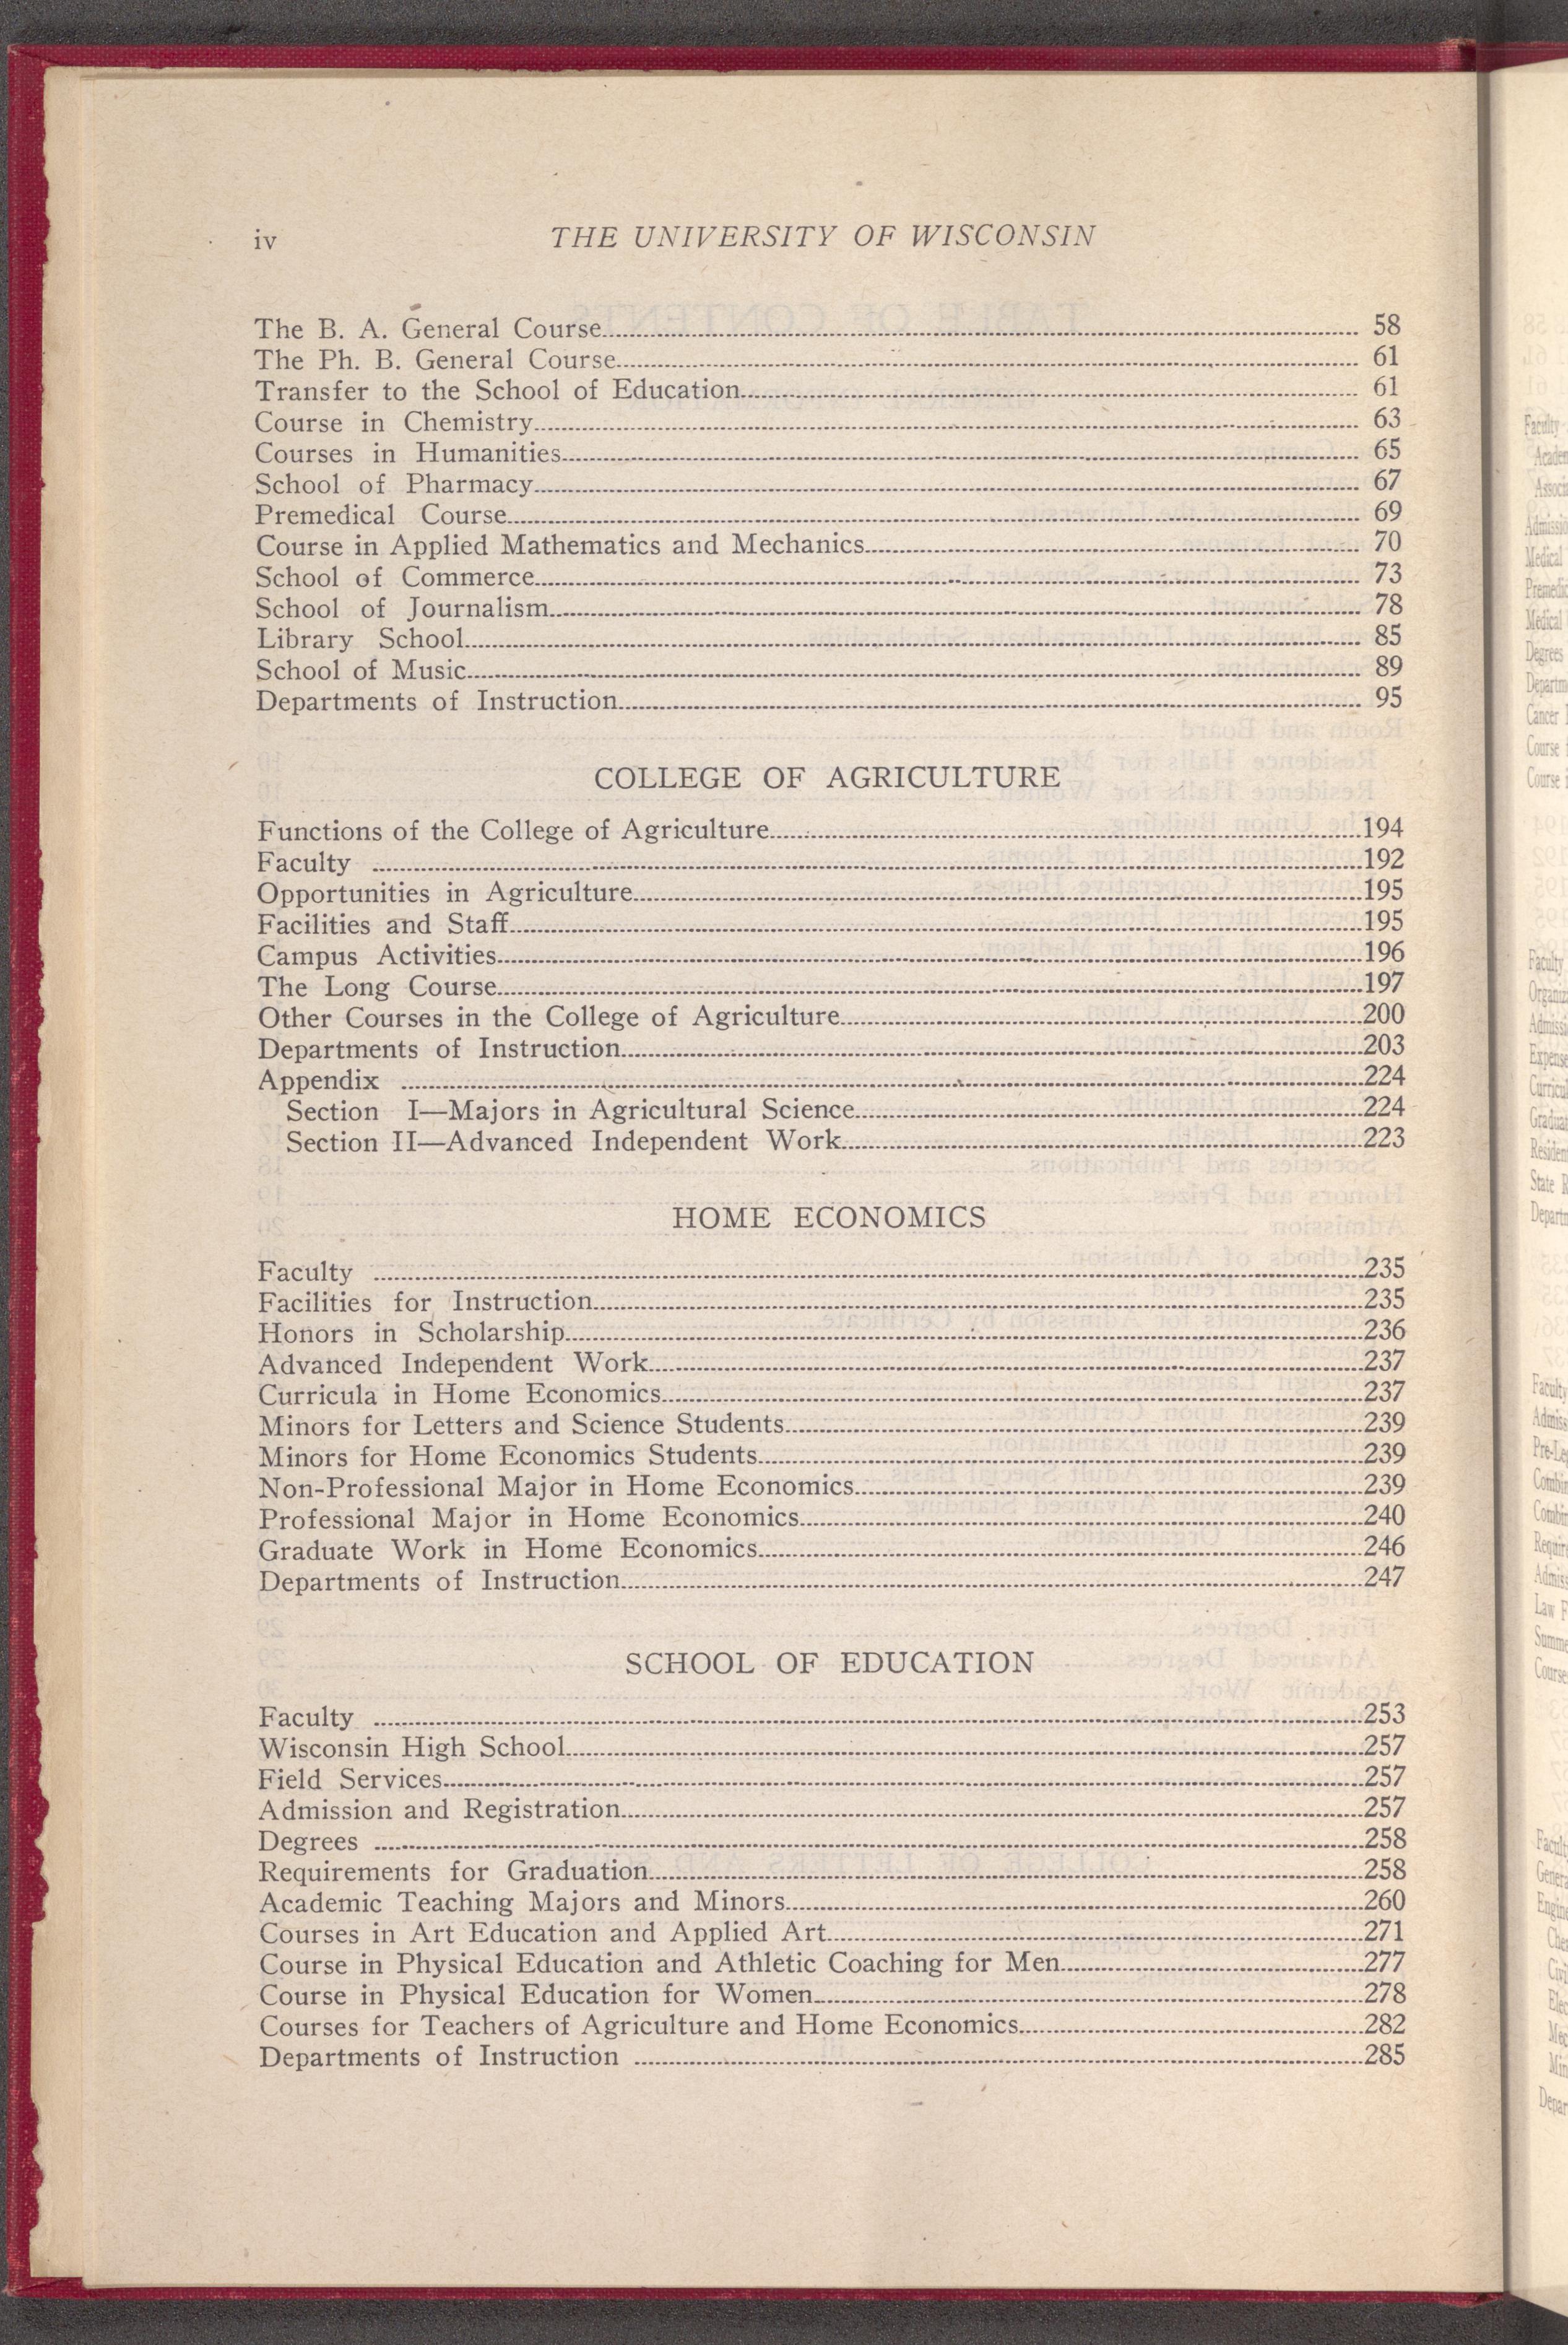 iv THE UNIVERSITY OF WISCONSIN
The B. A. General Course 58
The Ph. B. General Course 61
Transfer to the School of Education 61
Course in Chemistry 63
Courses in Humanities 65
School of Pharmacy 67
Premedical Course 69
Course in Applied Mathematics and Mechanics 70
School of Commerce 73
School of Journalism 78
Library School 85
School of Music 89
Departments of Instruction 95
COLLEGE OF AGRICULTURE
Functions of the College of Agriculture 194
Faculty 192
Opportunities in Agriculture 195
Facilities and Staff 195
Campus Activities 196
The Long Course 197
Other Courses in the College of Agriculture 200
Departments of Instruction 203
Appendix 224
Section I—Majors in Agricultural Science 224
Section II—Advanced Independent Work 223
HOME ECONOMICS
Faculty 235
Facilities for Instruction 235
Honors in Scholarship 236
Advanced Independent Work 237
Curricula in Home Economics 237
Minors for Letters and Science Students 239
Minors for Home Economics Students 239
Non-Professional Major in Home Economics 239
Professional Major in Home Economics 240
Graduate Work in Home Economics 246
Departments of Instruction 247
SCHOOL OF EDUCATION
Faculty 253
Wisconsin High School 257
Field Services 257
Admission and Registration 257
Degrees 258
Requirements for Graduation 258
Academic Teaching Majors and Minors 260
Courses in Art Education and Applied Art 271
Course in Physical Education and Athletic Coaching for Men 277
Course in Physical Education for Women 278
Courses for Teachers of Agriculture and Home Economics 282
Departments of Instruction 285